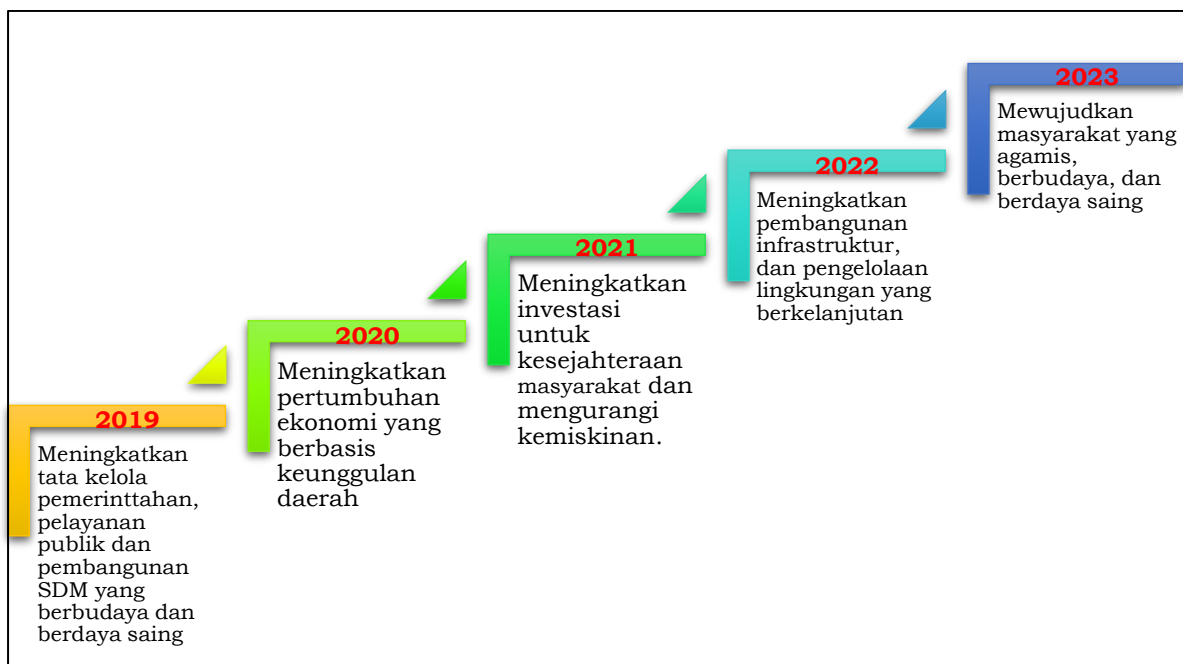 2019
Meningkatkan
tata kelola
pemerinttahan,
pelayanan
publik dan
pembangunan
SDM yang
berbudaya dan
berdaya saing
2020
Meningkatkan
pertumbuhan
ekonomi yang
berbasis
keunggulan
daerah
2021
Meningkatkan
investasi
untuk
kesejahteraan
masyarakat dan
mengurangi
kemiskinan.
2022
Meningkatkan
pembangunan
infrastruktur,
dan pengelolaan
lingkungan yang
berkelanjutan
2023
Mewujudkan
masyarakat yang
agamis,
berbudaya, dan
berdaya saing